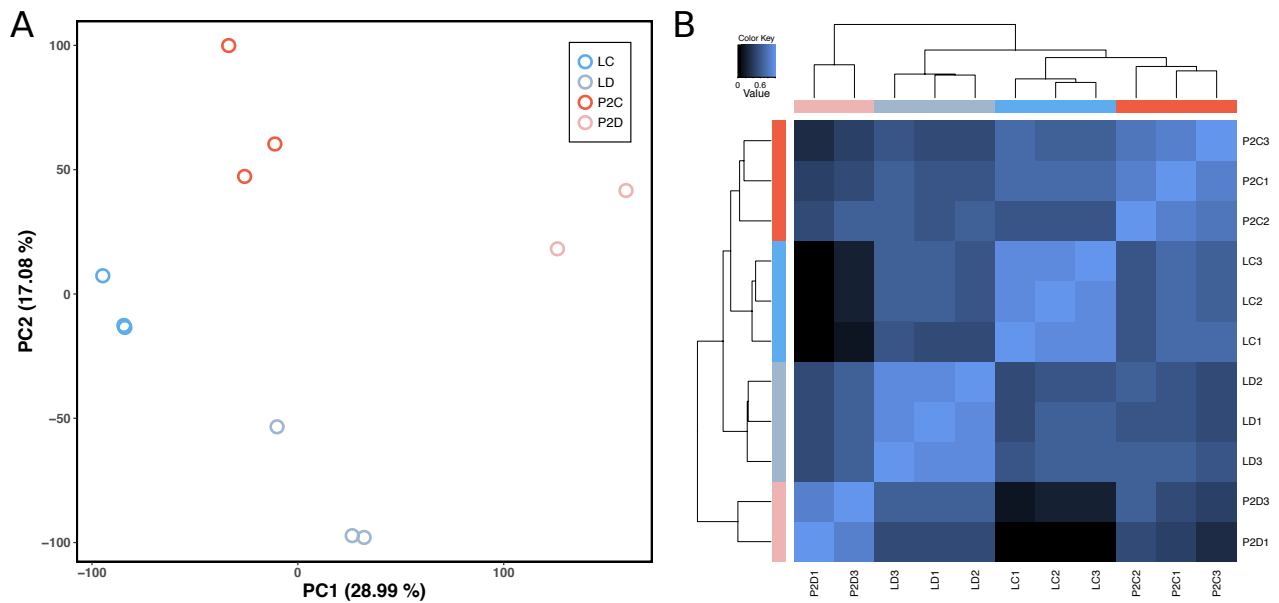 A
100
50
0
−50
−100
PC2 (17.08 %)
−100
0
100
PC1 (28.99 %)
LC
LD
P2C
P2D
B
Color Key
0 0.6
Value
P2C3
P2C1
P2C2
LC3
LC2
LC1
LD2
LD1
LD3
P2D3
P2D1
P2D1
P2D3
LD3
LD1
LD2
LC1
LC2
LC3
P2C2
P2C1
P2C3